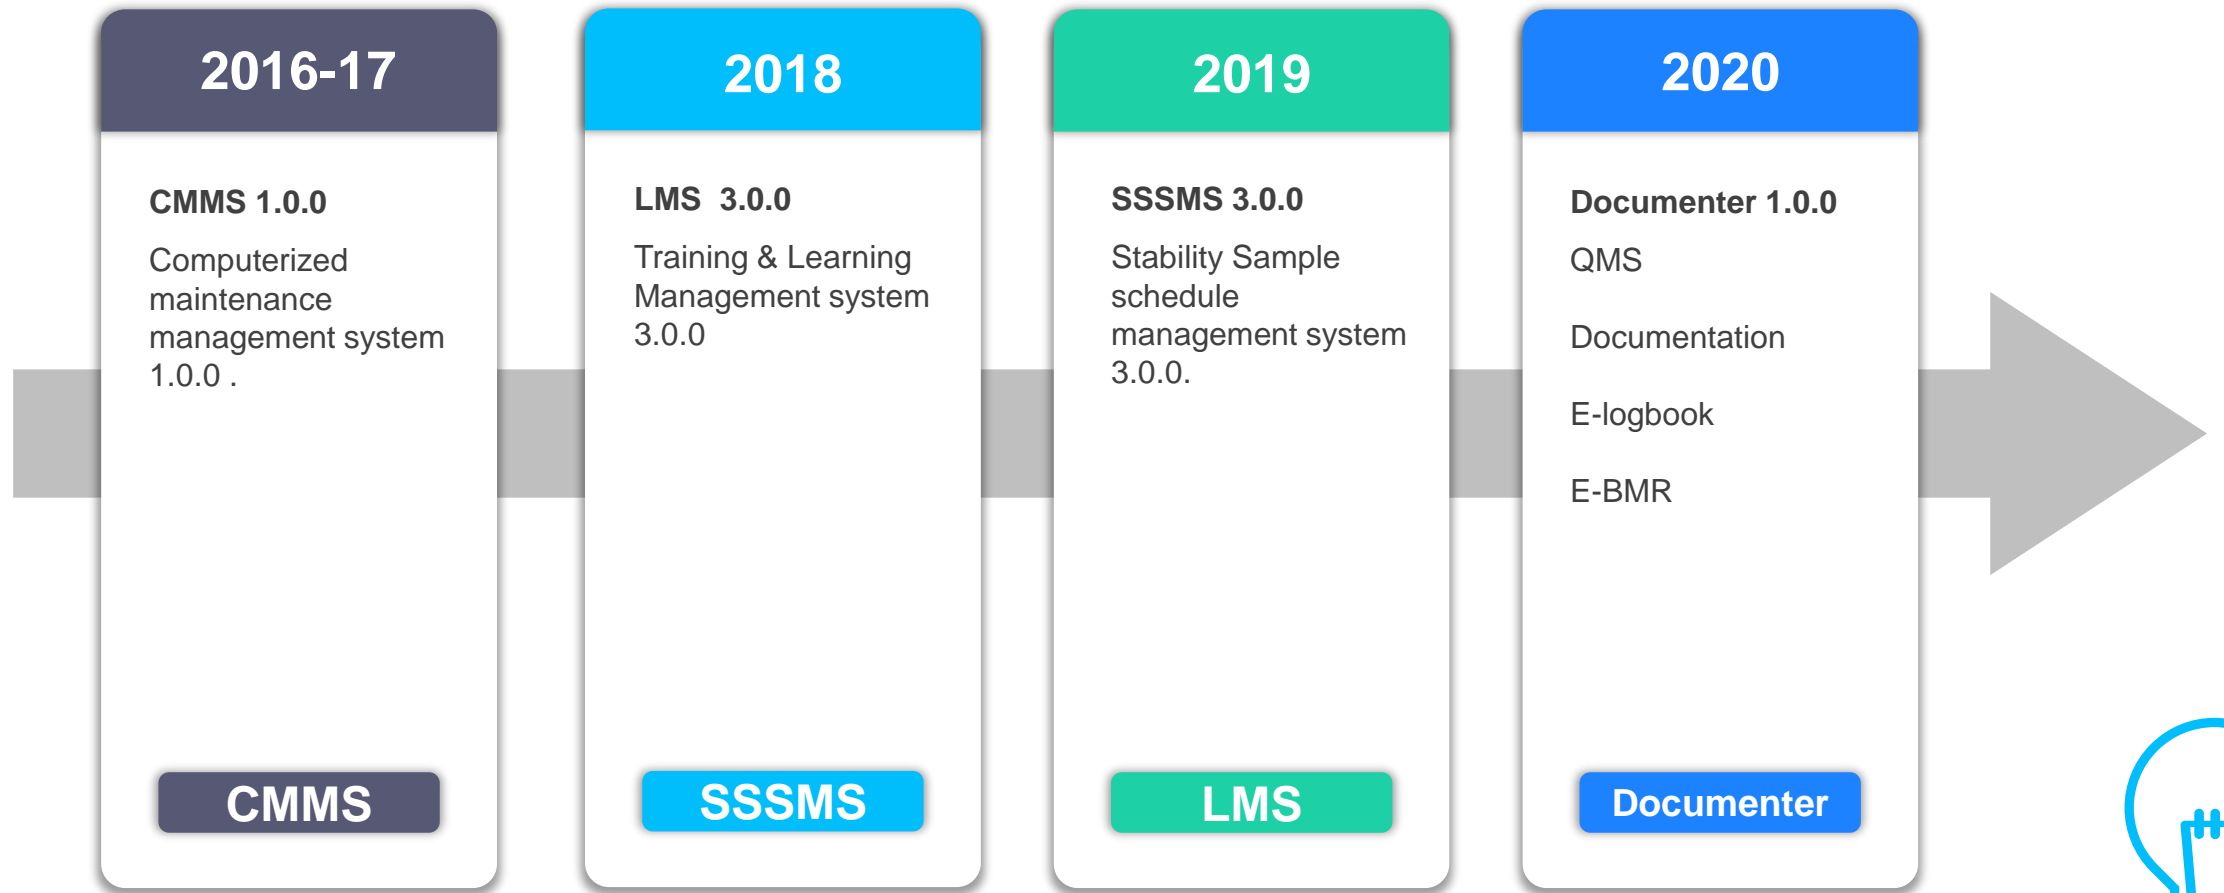 2016-17
CMMS 1.0.0
Computerized
maintenance
management system
1.0.0 .
CMMS
2018
LMS  3.0.0
Training & Learning
Management system
3.0.0
SSSMS
2019
SSSMS 3.0.0
Stability Sample
schedule
management system
3.0.0.
LMS
2020
Documenter 1.0.0
QMS
Documentation
E-logbook
E-BMR
Documenter